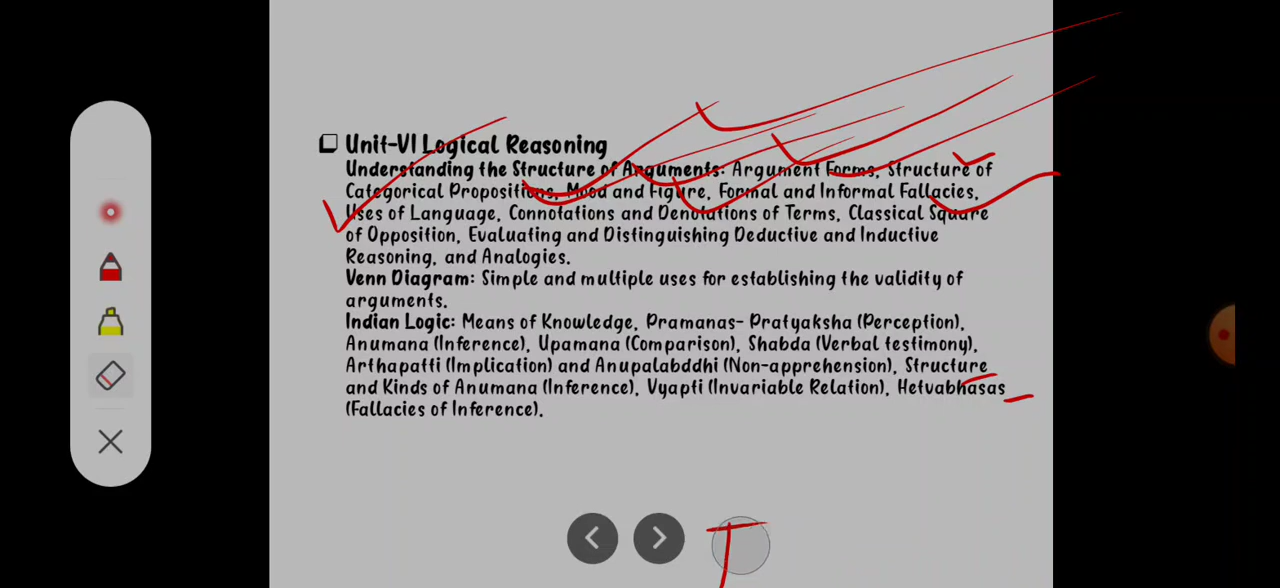 Unit-VI Logical Reasoning
Understanding the Structure of Arguments: Argument Forms, Structure of
Categorical Propositions, Mood and Figure, Formal and Informal Fallacies,
Uses of Language, Connotations and Denotations of Terms, Classical Square
of Opposition, Evaluating and Distinguishing Deductive and Inductive
Reasoning, and Analogies.
Venn Diagram: Simple and multiple uses for establishing the validity of
arguments.
Indian Logic: Means of Knowledge, Pramanas- Pratyaksha (Perception),
Anumana (Inference), Upamana (Comparison), Shabda (Verbal testimony),
Arthapatti (Implication) and Anupalabddhi (Non-apprehension), Structure
and Kinds of Anumana (Inference), Vyapti (Invariable Relation), Hetvabhasas
(Fallacies of Inference).